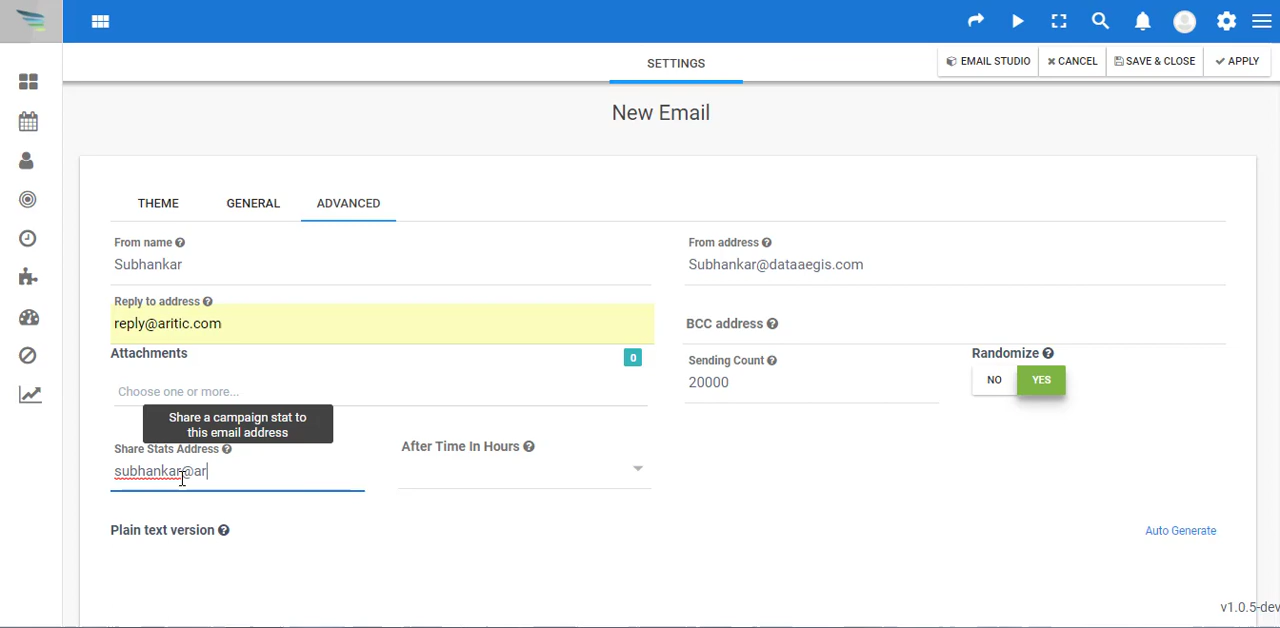 SETTINGS
EMAIL STUDIO
CANCEL
SAVE & CLOSE
APPLY
New Email
THEME
GENERAL
ADVANCED
From name
Subhankar
From address
Subhankar@dataaegis.com
Reply to address
reply@aritic.com
BCC address
Attachments
0
Choose one or more...
Sending Count
20000
Randomize
NO
YES
Share a campaign stat to
this email address
Share Stats Address
subhankar@ar
After Time In Hours
Plain text version
Auto Generate
v1.0.5-dev